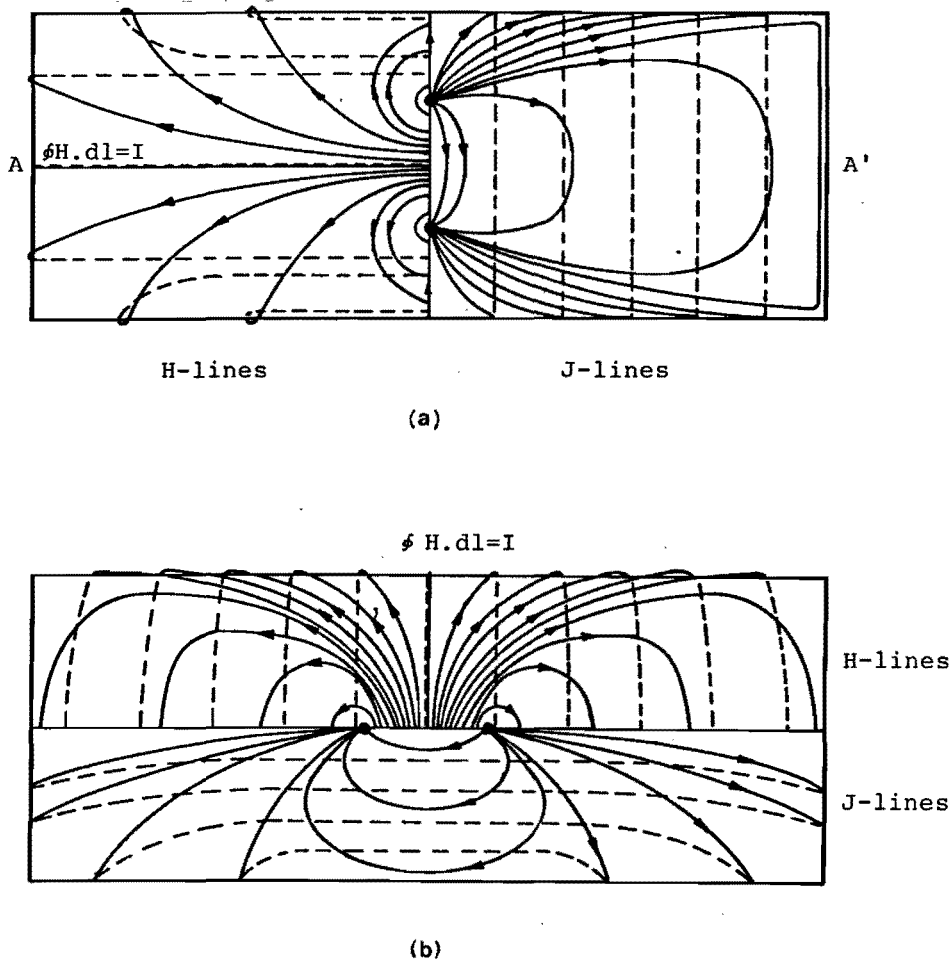 A
∮H.dl=I
A'
H-lines
J-lines
(a)
∮ H.dl=I
H-lines
J-lines
(b)